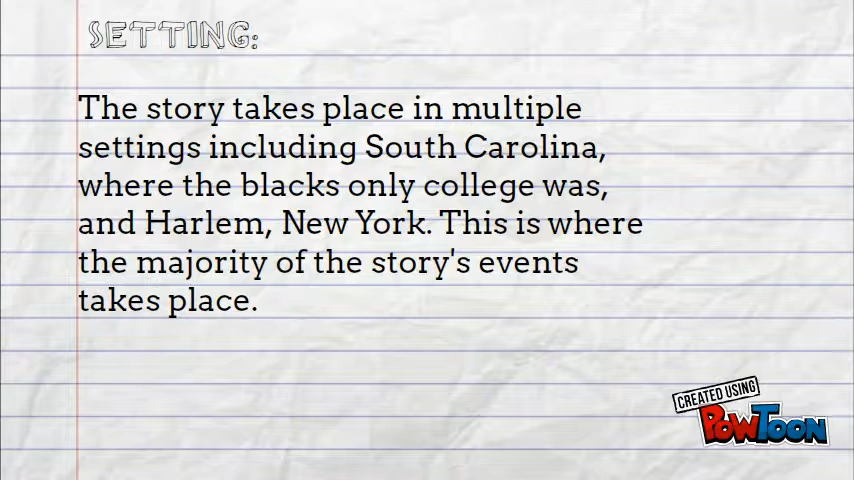 SETTING:
The story takes place in multiple
settings including South Carolina,
where the blacks only college was,
and Harlem, New York. This is where
the majority of the story's events
takes place.
CREATED USING
POWTOON